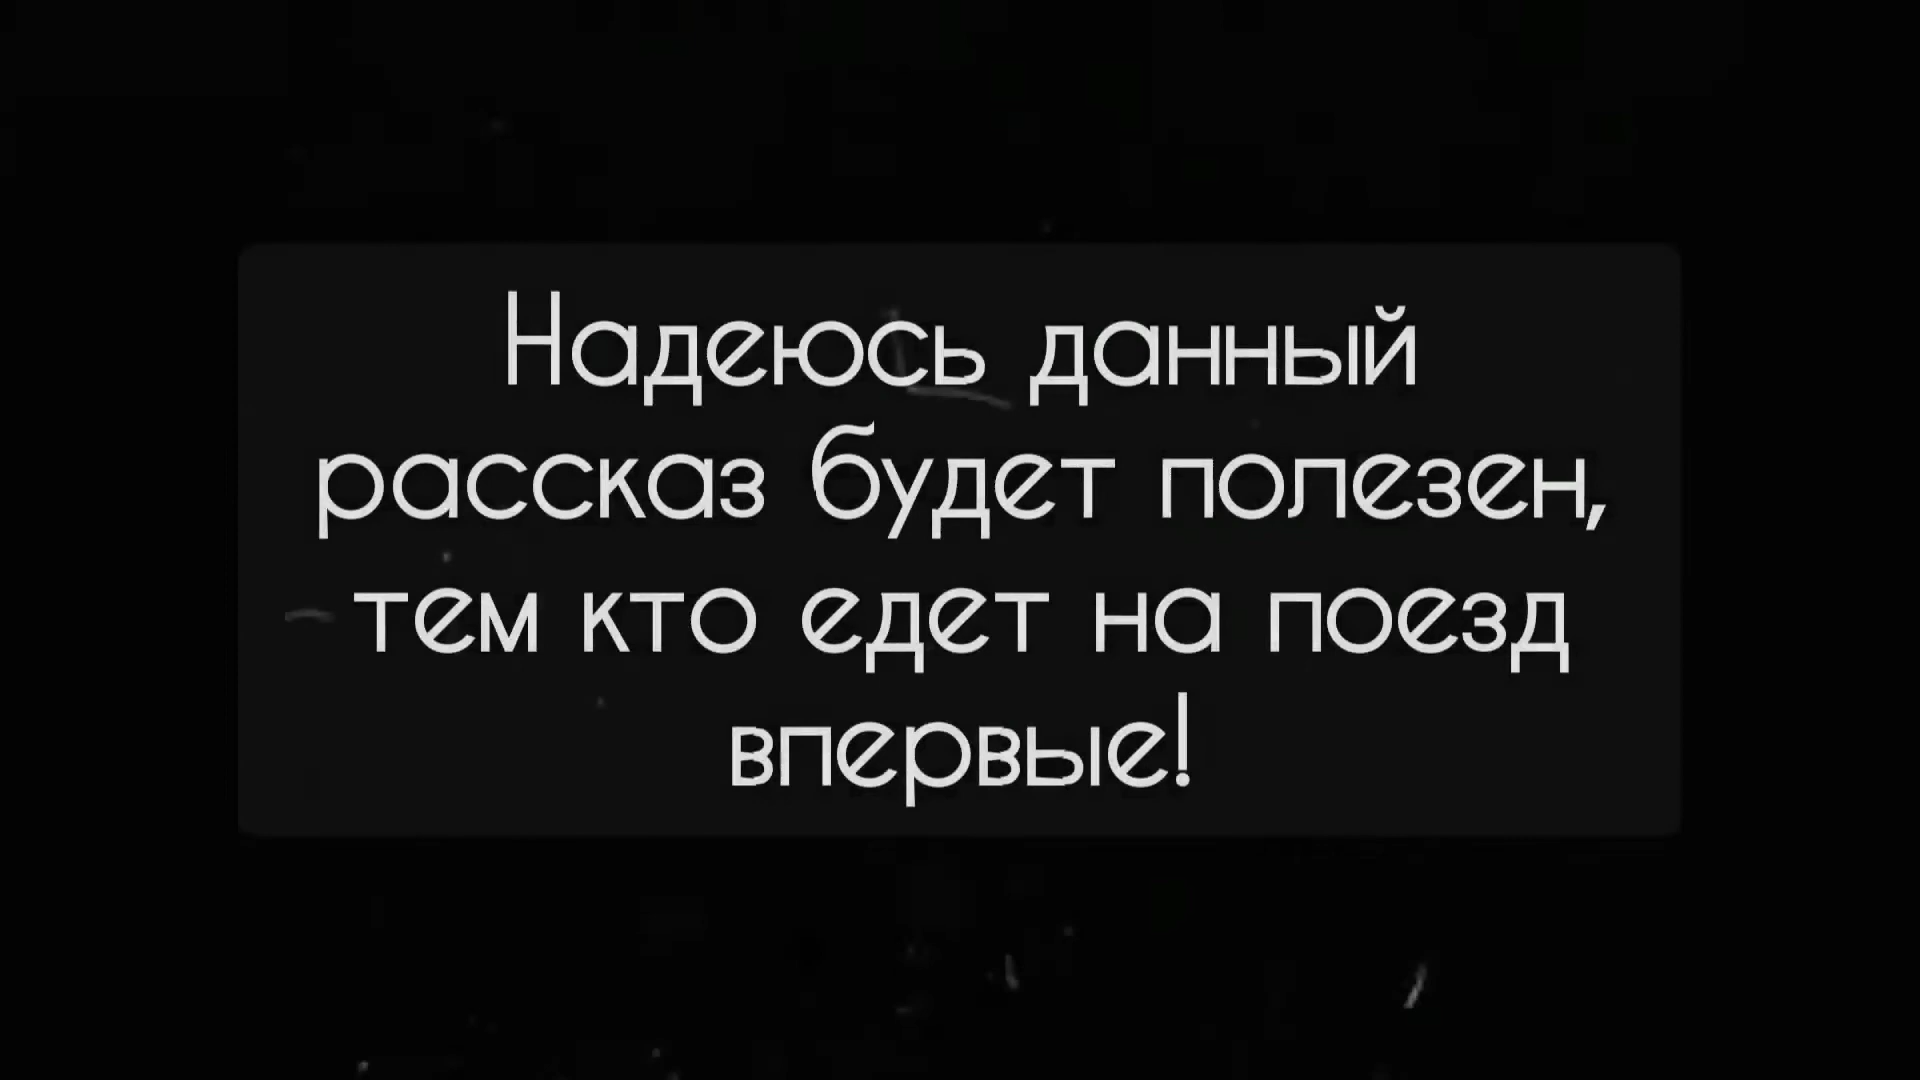 Надеюсь данный
рассказ будет полезен,
тем кто едет на поезд
впервые!